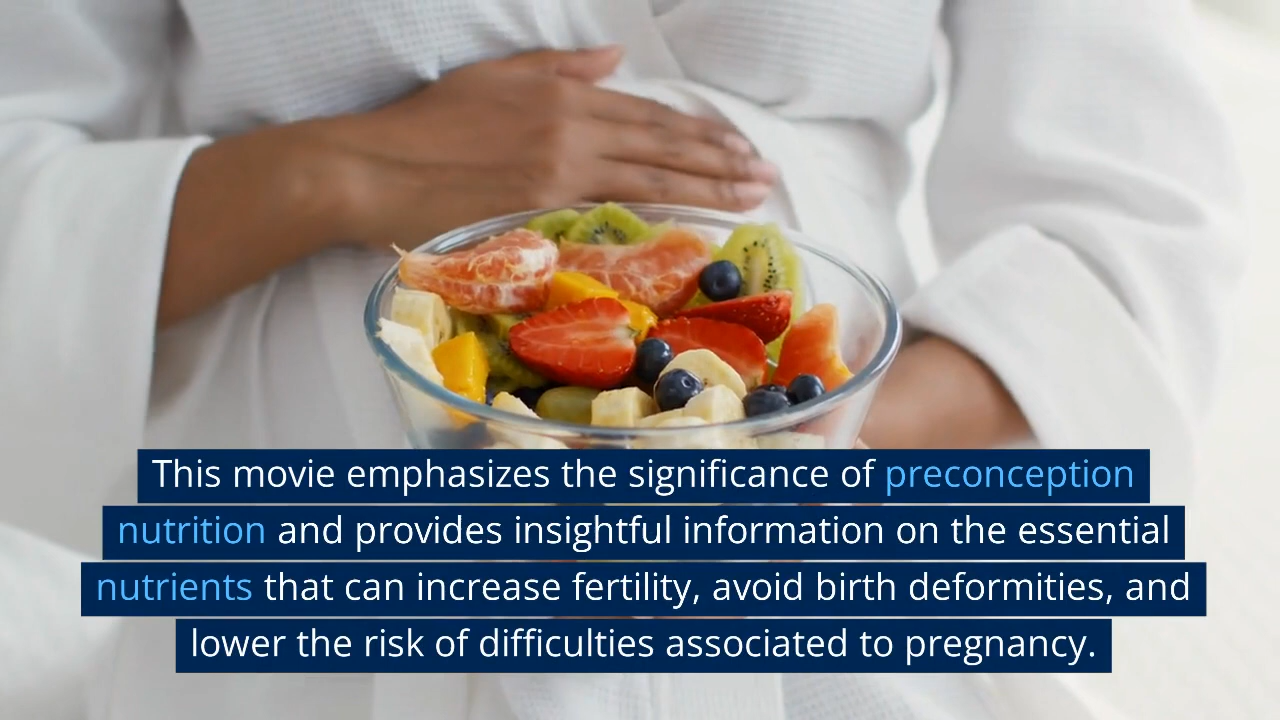 This movie emphasizes the significance of preconception
nutrition and provides insightful information on the essential
nutrients that can increase fertility, avoid birth deformities, and
lower the risk of difficulties associated to pregnancy.